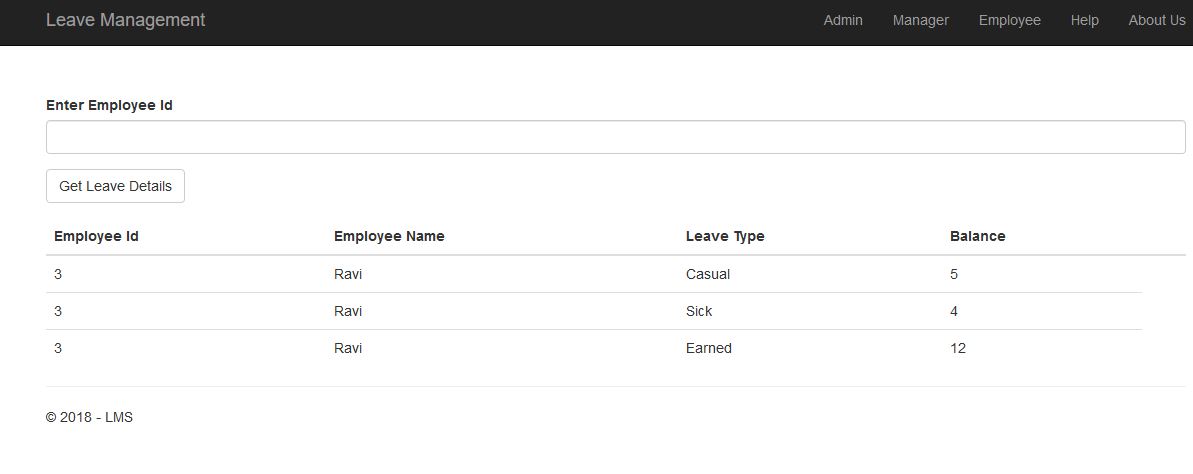 Leave Management Admin Manager Employee Help About Us
Enter Employee Id
Get Leave Details
Employee Id Employee Name Leave Type Balance
3 Ravi Casual 5
3 Ravi Sick 4
3 Ravi Earned 12
© 2018 - LMS